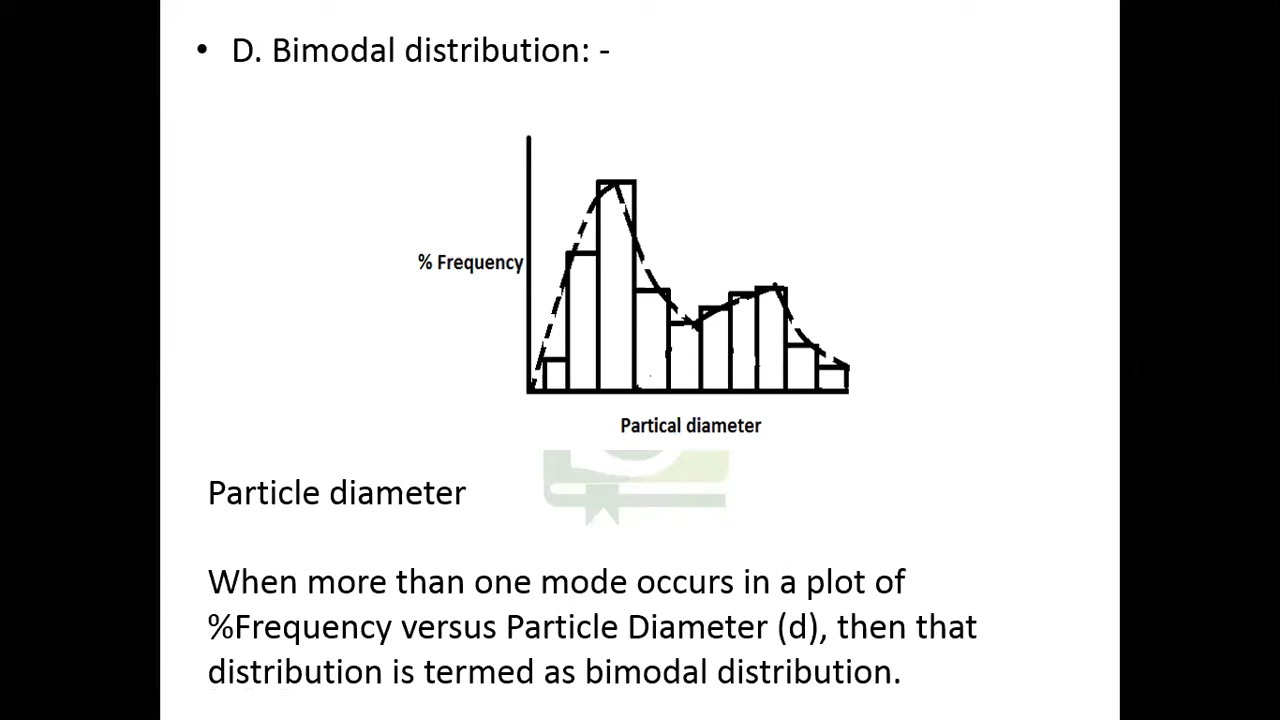 • D. Bimodal distribution: -
% Frequency
Partical diameter
Particle diameter
When more than one mode occurs in a plot of
%Frequency versus Particle Diameter (d), then that
distribution is termed as bimodal distribution.